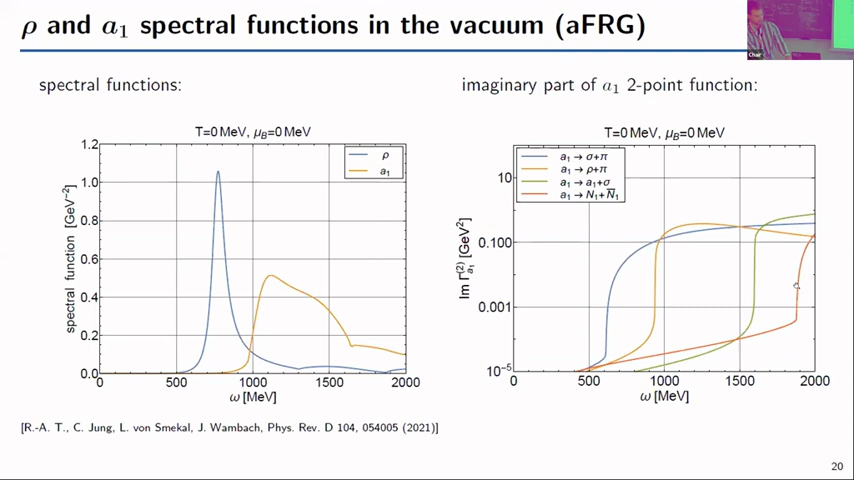 ρ and a₁ spectral functions in the vacuum (aFRG)
Chair
spectral functions:
imaginary part of a₁ 2-point function:
T=0 MeV, μ_B=0 MeV
ρ
a₁
spectral function [GeV⁻²]
1.2
1.0
0.8
0.6
0.4
0.2
0.0
0
500
1000
1500
2000
ω [MeV]
T=0 MeV, μ_B=0 MeV
a₁ → σ+π
a₁ → ρ+π
a₁ → a₁+σ
a₁ → N₁+N̄₁
Im Γ^(2)_a₁ [GeV²]
10
0.100
0.001
10⁻⁵
0
500
1000
1500
2000
ω [MeV]
[R.-A. T., C. Jung, L. von Smekal, J. Wambach, Phys. Rev. D 104, 054005 (2021)]
20